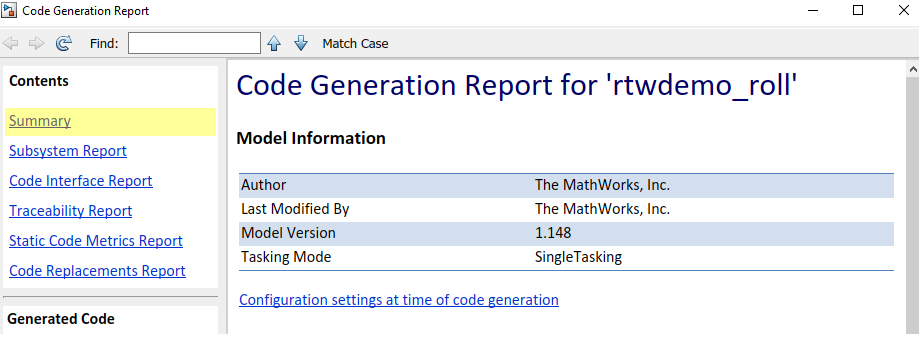 Code Generation Report
Find:
Match Case
Contents
Summary
Subsystem Report
Code Interface Report
Traceability Report
Static Code Metrics Report
Code Replacements Report
Generated Code
Code Generation Report for 'rtwdemo_roll'
Model Information
Author The MathWorks, Inc.
Last Modified By The MathWorks, Inc.
Model Version 1.148
Tasking Mode SingleTasking
Configuration settings at time of code generation